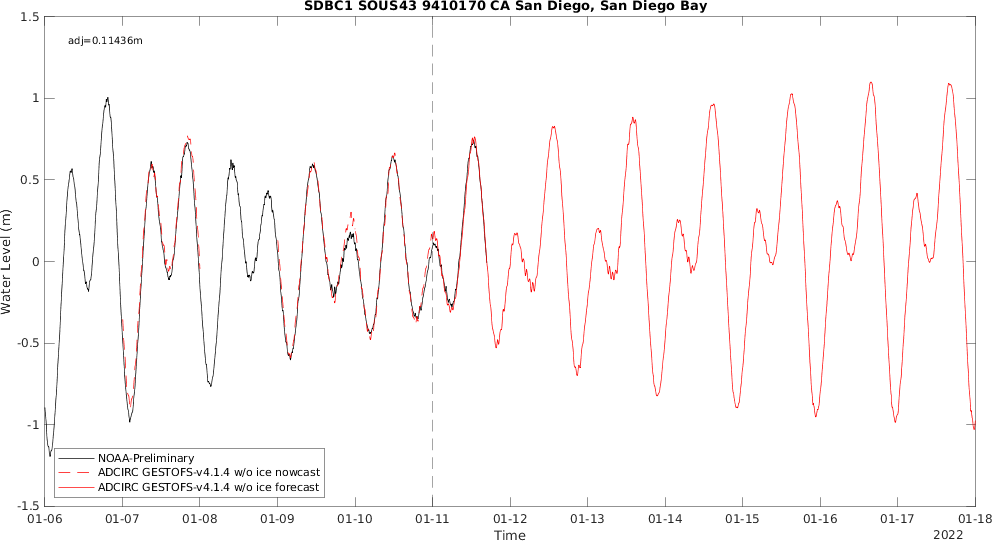 SDBC1 SOUS43 9410170 CA San Diego, San Diego Bay
adj=0.11436m
1.5
1
0.5
0
-0.5
-1
-1.5
Water Level (m)
NOAA-Preliminary
ADCIRC GESTOFS-v4.1.4 w/o ice nowcast
ADCIRC GESTOFS-v4.1.4 w/o ice forecast
01-06 01-07 01-08 01-09 01-10 01-11 01-12 01-13 01-14 01-15 01-16 01-17 01-18
Time
2022